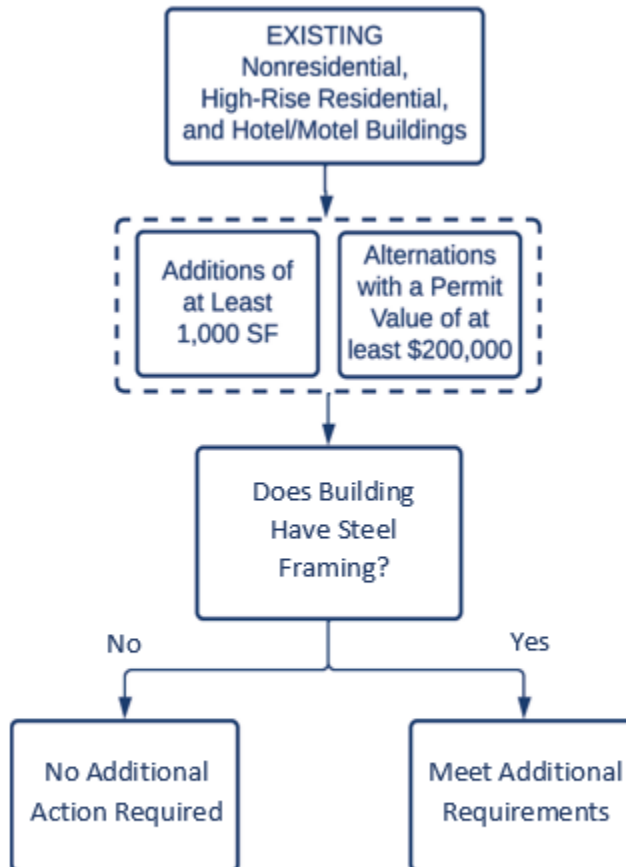 EXISTING
Nonresidential,
High-Rise Residential,
and Hotel/Motel Buildings
Additions of
at Least
1,000 SF
Alternations
with a Permit
Value of at
least $200,000
Does Building
Have Steel
Framing?
No
Yes
No Additional
Action Required
Meet Additional
Requirements